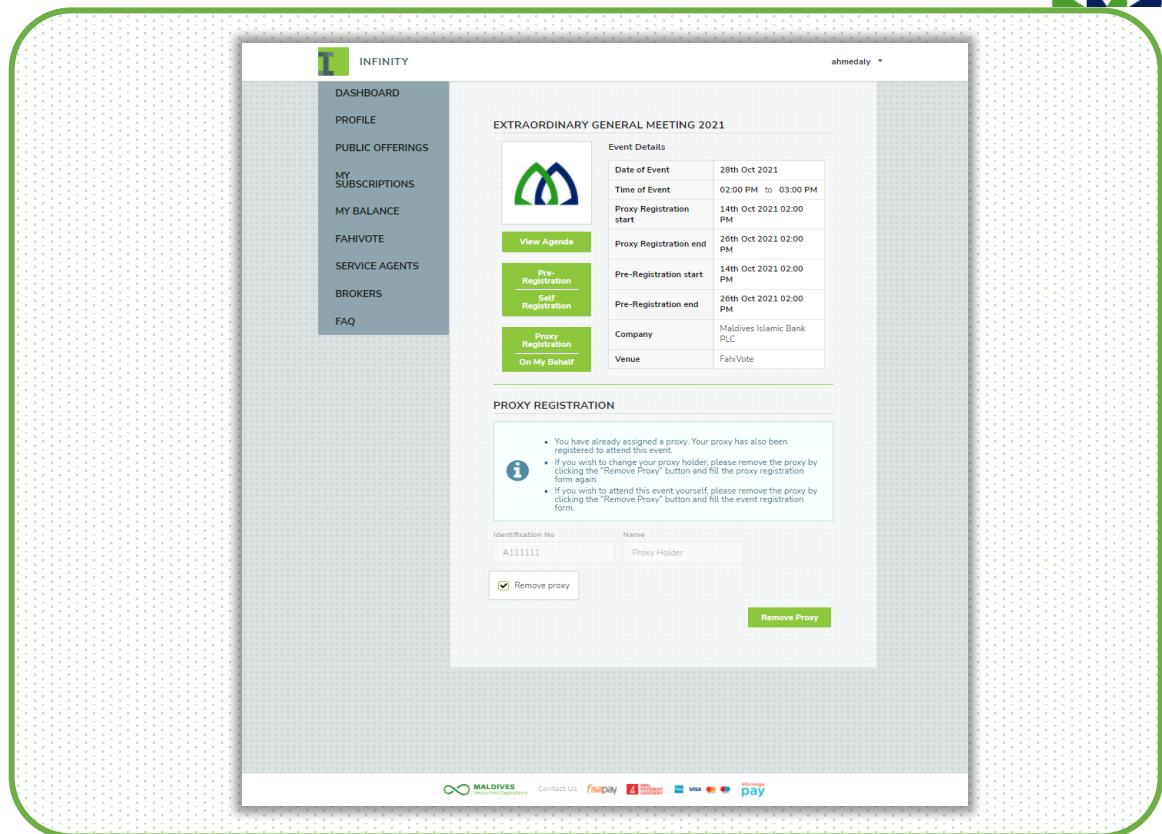 INFINITY
ahmedaly
DASHBOARD
PROFILE
PUBLIC OFFERINGS
MY
SUBSCRIPTIONS
MY BALANCE
FAHIVOTE
SERVICE AGENTS
BROKERS
FAQ
EXTRAORDINARY GENERAL MEETING 2021
View Agenda
Pre-
Registration
Self
Registration
Proxy
Registration
On My Behalf
Event Details
Date of Event 28th Oct 2021
Time of Event 02:00 PM to 03:00 PM
Proxy Registration
start
14th Oct 2021 02:00
PM
Proxy Registration end
26th Oct 2021 02:00
PM
Pre-Registration start
14th Oct 2021 02:00
PM
Pre-Registration end
26th Oct 2021 02:00
PM
Company
Maldives Islamic Bank
PLC
Venue FahiVote
PROXY REGISTRATION
• You have already assigned a proxy. Your proxy has also been
registered to attend this event.
• If you wish to change your proxy holder, please remove the proxy by
clicking the "Remove Proxy" button and fill the proxy registration
form again.
• If you wish to attend this event yourself, please remove the proxy by
clicking the "Remove Proxy" button and fill the event registration
form.
Identification No Name
A111111 Proxy Holder
Remove proxy
Remove Proxy
MALDIVES
Securities Depository
Contact Us
fisapay
VISA
pay